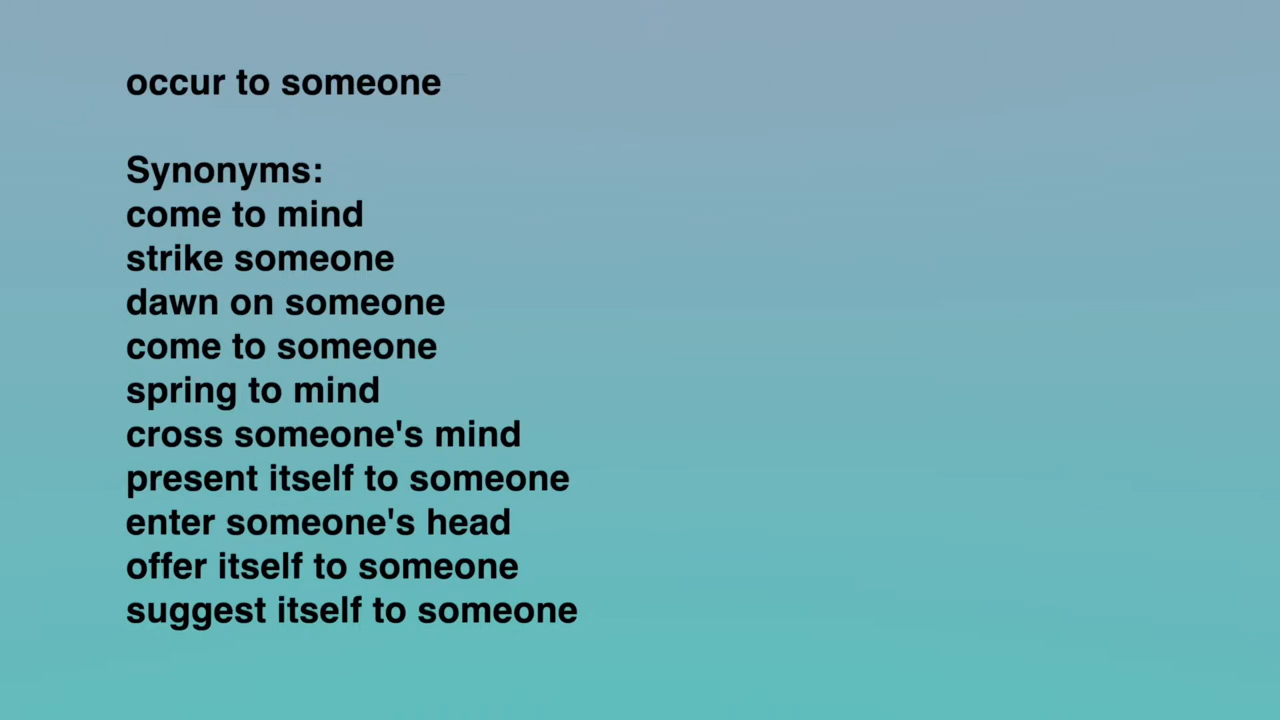 occur to someone
Synonyms:
come to mind
strike someone
dawn on someone
come to someone
spring to mind
cross someone's mind
present itself to someone
enter someone's head
offer itself to someone
suggest itself to someone